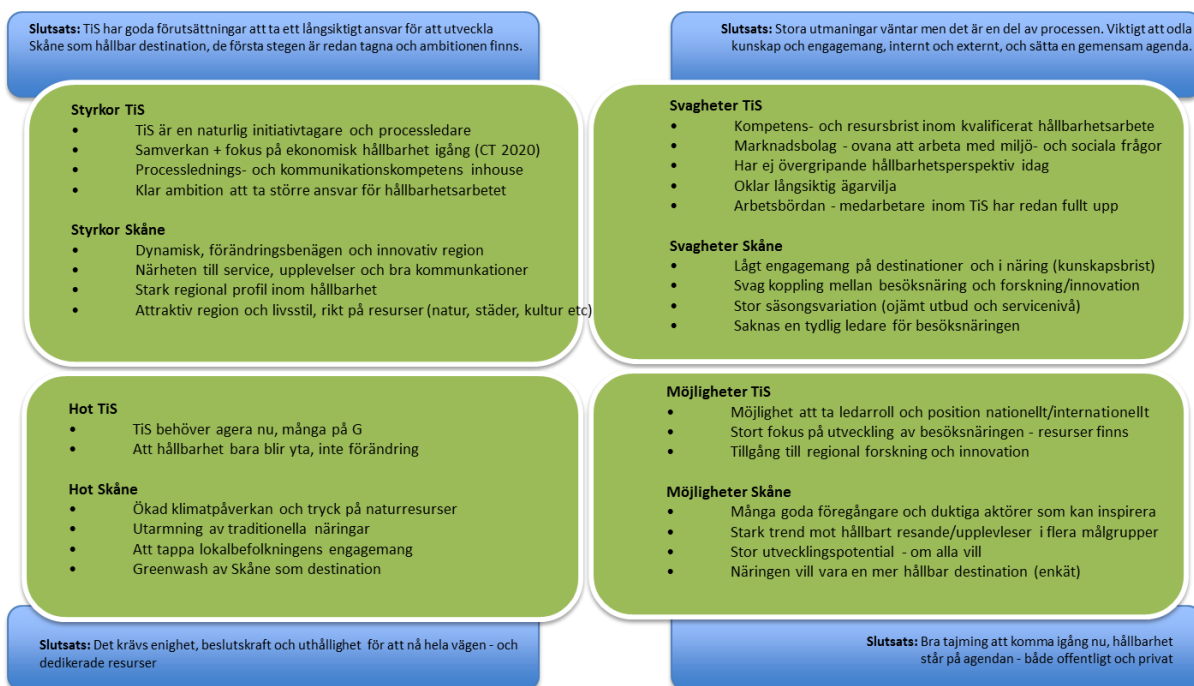 Slutsats: TiS har goda förutsättningar att ta ett långsiktigt ansvar för att utveckla
Skåne som hållbar destination, de första stegen är redan tagna och ambitionen finns.
Slutsats: Stora utmaningar väntar men det är en del av processen. Viktigt att odla
kunskap och engagemang, internt och externt, och sätta en gemensam agenda.
Styrkor TiS
• TiS är en naturlig initiativtagare och processledare
• Samverkan + fokus på ekonomisk hållbarhet igång (CT 2020)
• Processlednings- och kommunikationskompetens inhouse
• Klar ambition att ta större ansvar för hållbarhetsarbetet
Styrkor Skåne
• Dynamisk, förändringsbenägen och innovativ region
• Närheten till service, upplevelser och bra kommunkationer
• Stark regional profil inom hållbarhet
• Attraktiv region och livsstil, rikt på resurser (natur, städer, kultur etc)
Svagheter TiS
• Kompetens- och resursbrist inom kvalificerat hållbarhetsarbete
• Marknadsbolag - ovana att arbeta med miljö- och sociala frågor
• Har ej övergripande hållbarhetsperspektiv idag
• Oklar långsiktig ägarvilja
• Arbetsbördan - medarbetare inom TiS har redan fullt upp
Svagheter Skåne
• Lågt engagemang på destinationer och i näring (kunskapsbrist)
• Svag koppling mellan besöksnäring och forskning/innovation
• Stor säsongsvariation (ojämt utbud och servicenivå)
• Saknas en tydlig ledare för besöksnäringen
Hot TiS
• TiS behöver agera nu, många på G
• Att hållbarhet bara blir yta, inte förändring
Hot Skåne
• Ökad klimatpåverkan och tryck på naturresurser
• Utarmning av traditionella näringar
• Att tappa lokalbefolkningens engagemang
• Greenwash av Skåne som destination
Möjligheter TiS
• Möjlighet att ta ledarroll och position nationellt/internationellt
• Stort fokus på utveckling av besöksnäringen - resurser finns
• Tillgång till regional forskning och innovation
Möjligheter Skåne
• Många goda föregångare och duktiga aktörer som kan inspirera
• Stark trend mot hållbart resande/upplevleser i flera målgrupper
• Stor utvecklingspotential - om alla vill
• Näringen vill vara en mer hållbar destination (enkät)
Slutsats: Det krävs enighet, beslutskraft och uthållighet för att nå hela vägen - och
dedikerade resurser
Slutsats: Bra tajming att komma igång nu, hållbarhet
står på agendan - både offentligt och privat